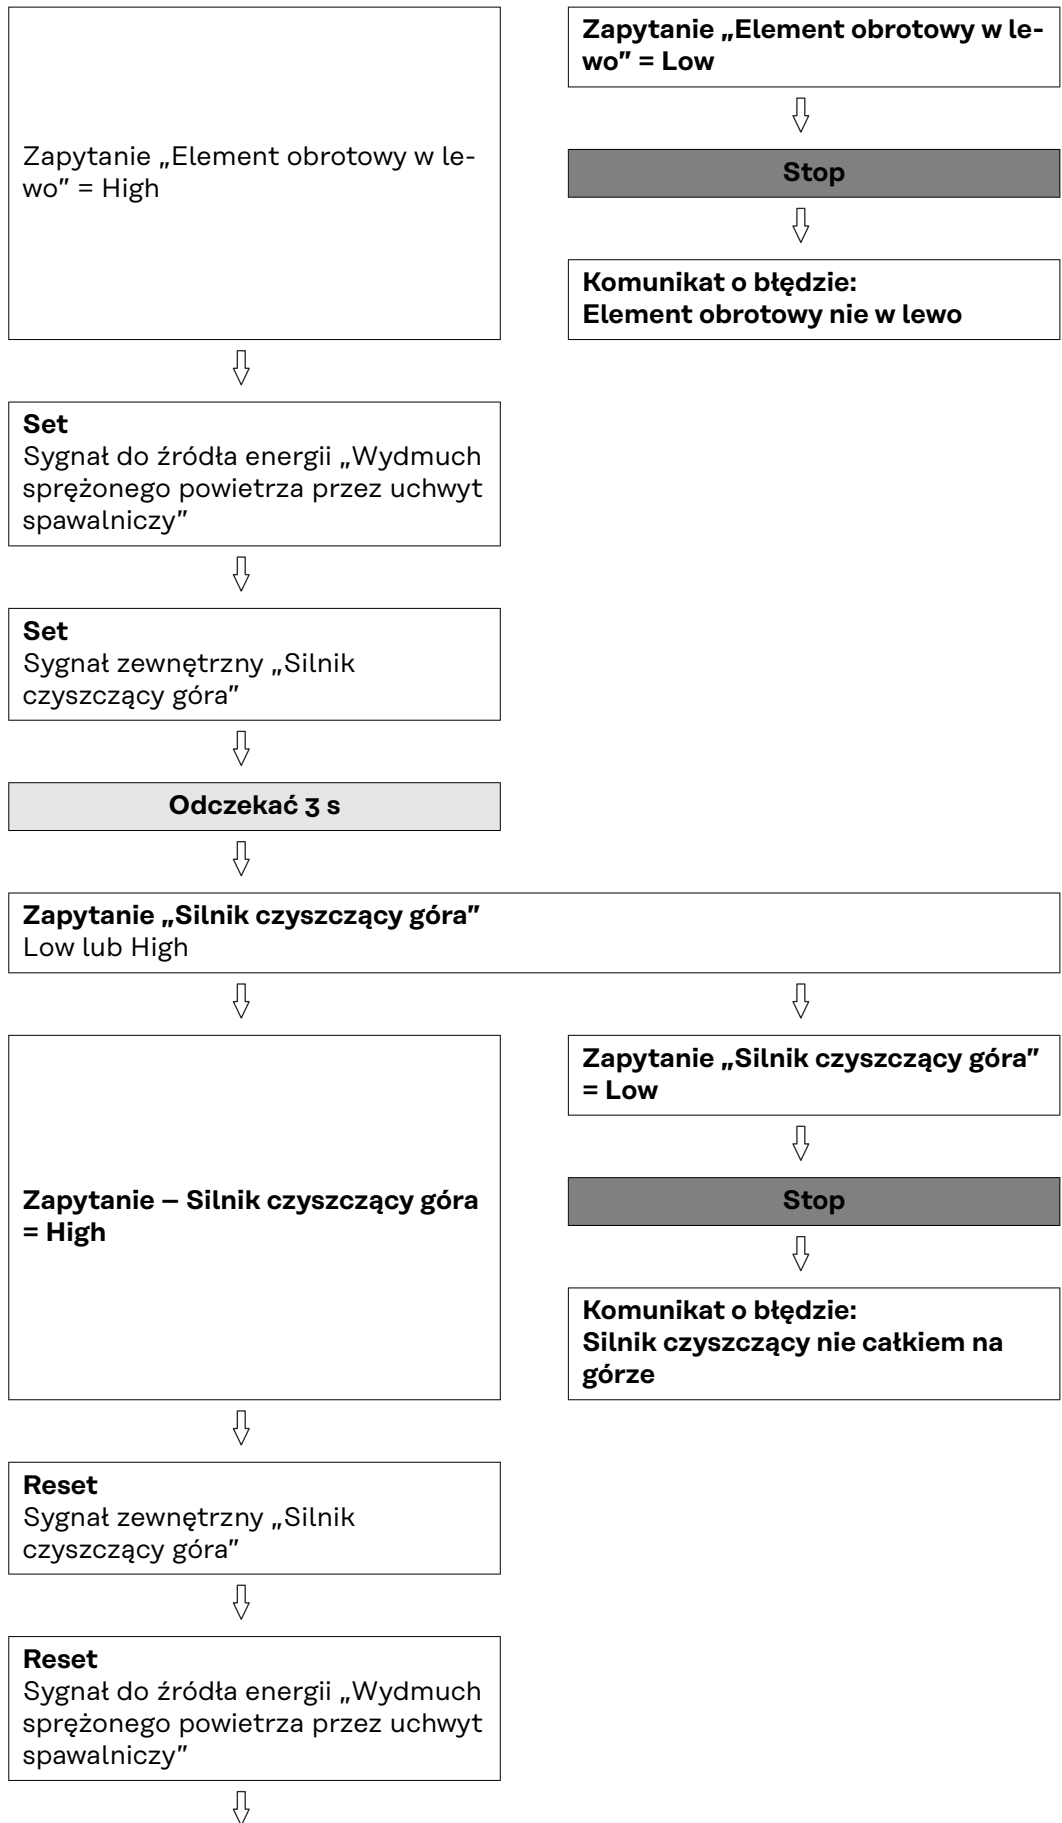 Zapytanie „Element obrotowy w le-
wo” = High
Zapytanie „Element obrotowy w le-
wo” = Low
Stop
Komunikat o błędzie:
Element obrotowy nie w lewo
Set
Sygnał do źródła energii „Wydmuch
sprężonego powietrza przez uchwyt
spawalniczy”
Set
Sygnał zewnętrzny „Silnik
czyszczący góra”
Odczekać 3 s
Zapytanie „Silnik czyszczący góra”
Low lub High
Zapytanie – Silnik czyszczący góra
= High
Zapytanie „Silnik czyszczący góra”
= Low
Stop
Komunikat o błędzie:
Silnik czyszczący nie całkiem na
górze
Reset
Sygnał zewnętrzny „Silnik
czyszczący góra”
Reset
Sygnał do źródła energii „Wydmuch
sprężonego powietrza przez uchwyt
spawalniczy”